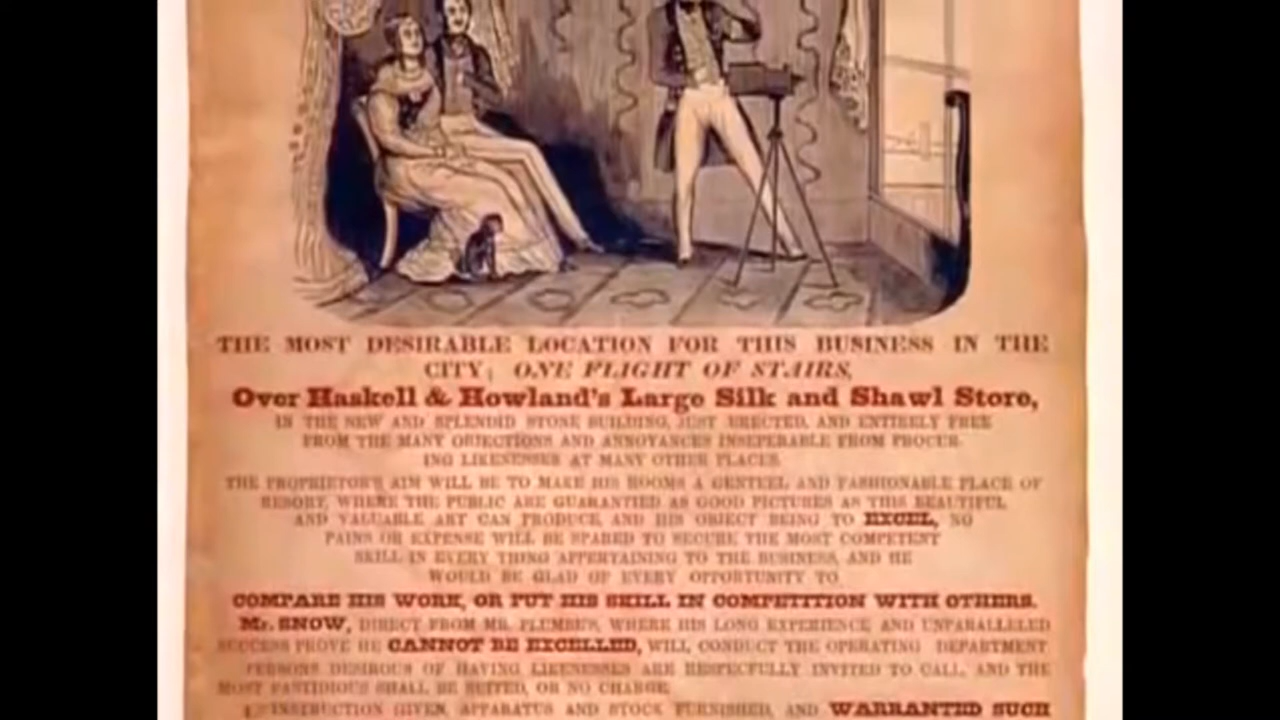 THE MOST DESIRABLE LOCATION FOR THIS BUSINESS IN THE
CITY; ONE FLIGHT OF STAIRS,
Over Haskell & Howland's Large Silk and Shawl Store,
IN THE NEW AND SPLENDID STONE BUILDING, JUST ERECTED, AND ENTIRELY FREE
FROM THE MANY OBJECTIONS AND ANNOYANCES INSEPERABLE FROM PROCUR-
ING LIKENESSES AT MANY OTHER PLACES.
THE PROPRIETOR'S AIM WILL BE TO MAKE HIS ROOMS A GENTEEL AND FASHIONABLE PLACE OF
RESORT, WHERE THE PUBLIC ARE GUARANTIED AS GOOD PICTURES AS THIS BEAUTIFUL
AND VALUABLE ART CAN PRODUCE, AND HIS OBJECT BEING TO EXCEL, NO
PAINS OR EXPENSE WILL BE SPARED TO SECURE THE MOST COMPETENT
SKILL IN EVERY THING APPERTAINING TO THE BUSINESS, AND HE
WOULD BE GLAD OF EVERY OPPORTUNITY TO
COMPARE HIS WORK, OR PUT HIS SKILL IN COMPETITION WITH OTHERS.
Mr. SNOW, DIRECT FROM MR. PLUMBE'S, WHERE HIS LONG EXPERIENCE AND UNPARALLELED
SUCCESS PROVE HE CANNOT BE EXCELLED, WILL CONDUCT THE OPERATING DEPARTMENT
PERSONS DESIROUS OF HAVING LIKENESSES ARE RESPECFULLY INVITED TO CALL, AND THE
MOST FASTIDIOUS SHALL BE SUITED, OR NO CHARGE.
INSTRUCTION GIVEN, APPARATUS AND STOCK FURNISHED, AND WARRANTED SUCH